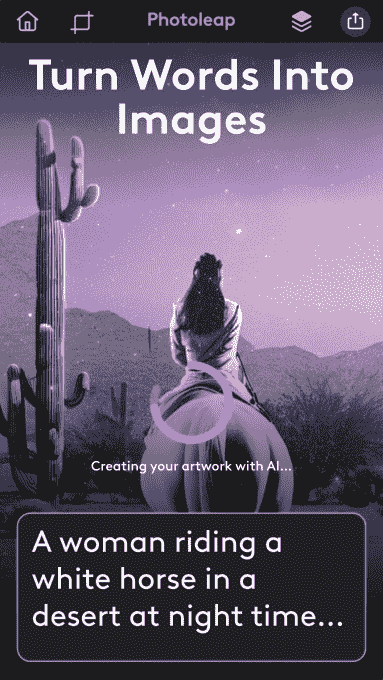 Photoleap
Turn Words Into
Images
Creating your artwork with AI...
A woman riding a
white horse in a
desert at night time...